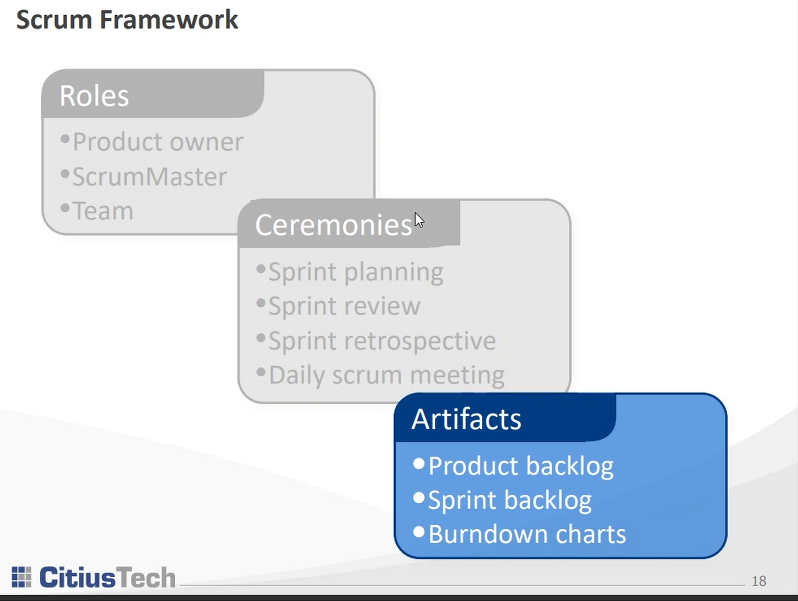 Scrum Framework
Roles
•Product owner
•ScrumMaster
•Team
Ceremonies
•Sprint planning
•Sprint review
•Sprint retrospective
•Daily scrum meeting
Artifacts
•Product backlog
•Sprint backlog
•Burndown charts
CitiusTech
18